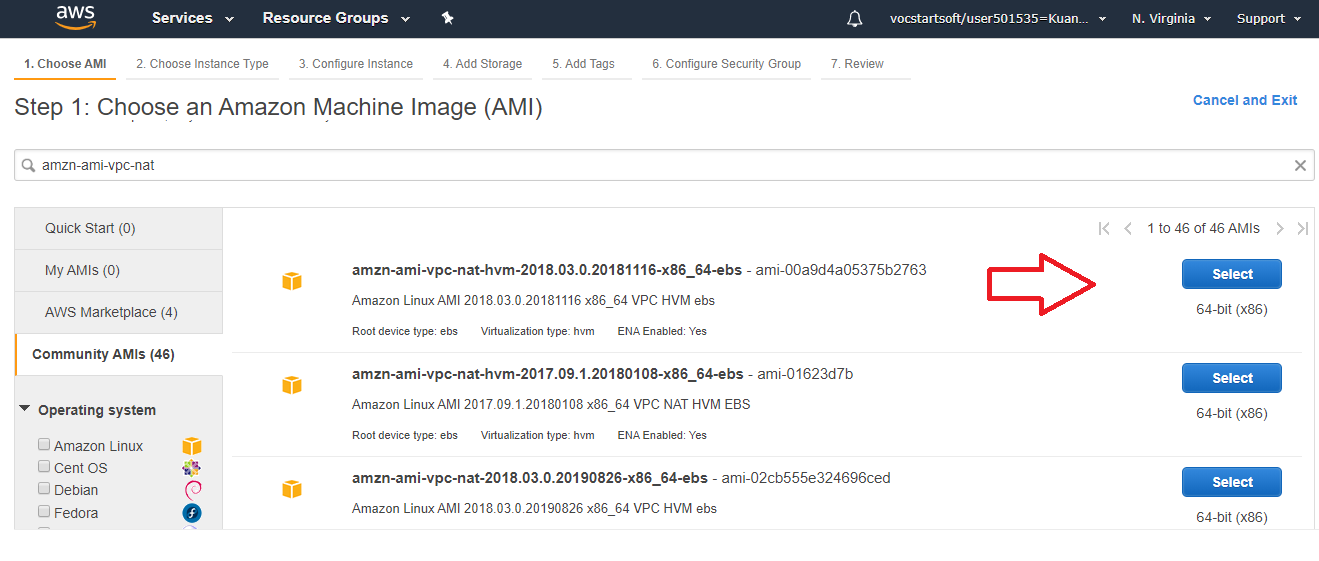 aws Services Resource Groups vocstartsoft/user501535=Kuan... N. Virginia Support
1. Choose AMI 2. Choose Instance Type 3. Configure Instance 4. Add Storage 5. Add Tags 6. Configure Security Group 7. Review
Step 1: Choose an Amazon Machine Image (AMI)
Cancel and Exit
amzn-ami-vpc-nat
Quick Start (0)
My AMIs (0)
AWS Marketplace (4)
Community AMIs (46)
Operating system
Amazon Linux
Cent OS
Debian
Fedora
1 to 46 of 46 AMIs
amzn-ami-vpc-nat-hvm-2018.03.0.20181116-x86_64-ebs - ami-00a9d4a05375b2763
Amazon Linux AMI 2018.03.0.20181116 x86_64 VPC HVM ebs
Root device type: ebs Virtualization type: hvm ENA Enabled: Yes
Select
64-bit (x86)
amzn-ami-vpc-nat-hvm-2017.09.1.20180108-x86_64-ebs - ami-01623d7b
Amazon Linux AMI 2017.09.1.20180108 x86_64 VPC NAT HVM EBS
Root device type: ebs Virtualization type: hvm ENA Enabled: Yes
Select
64-bit (x86)
amzn-ami-vpc-nat-2018.03.0.20190826-x86_64-ebs - ami-02cb555e324696ced
Amazon Linux AMI 2018.03.0.20190826 x86_64 VPC HVM ebs
Select
64-bit (x86)